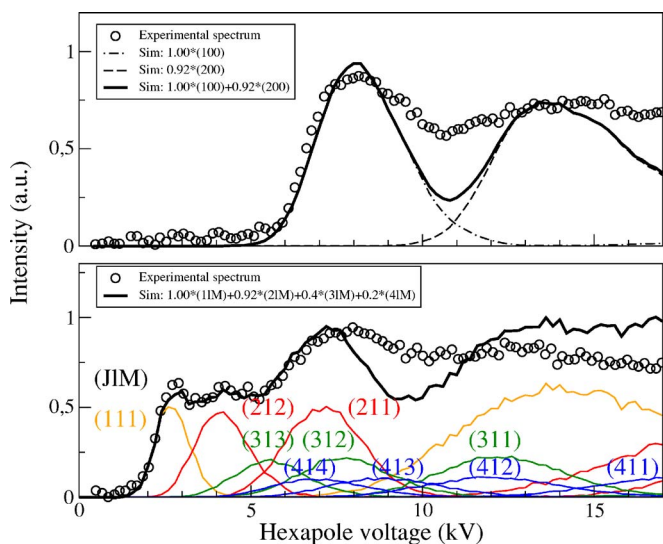 Experimental spectrum
Sim: 1.00*(100)
Sim: 0.92*(200)
Sim: 1.00*(100)+0.92*(200)
1
0,5
0
Intensity (a.u.)
Experimental spectrum
Sim: 1.00*(1lM)+0.92*(2lM)+0.4*(3lM)+0.2*(4lM)
1
(JlM)
(111)
(212)
(211)
0,5
(313)
(312)
(311)
(414)
(413)
(412)
(411)
0
0
5
10
15
Hexapole voltage (kV)